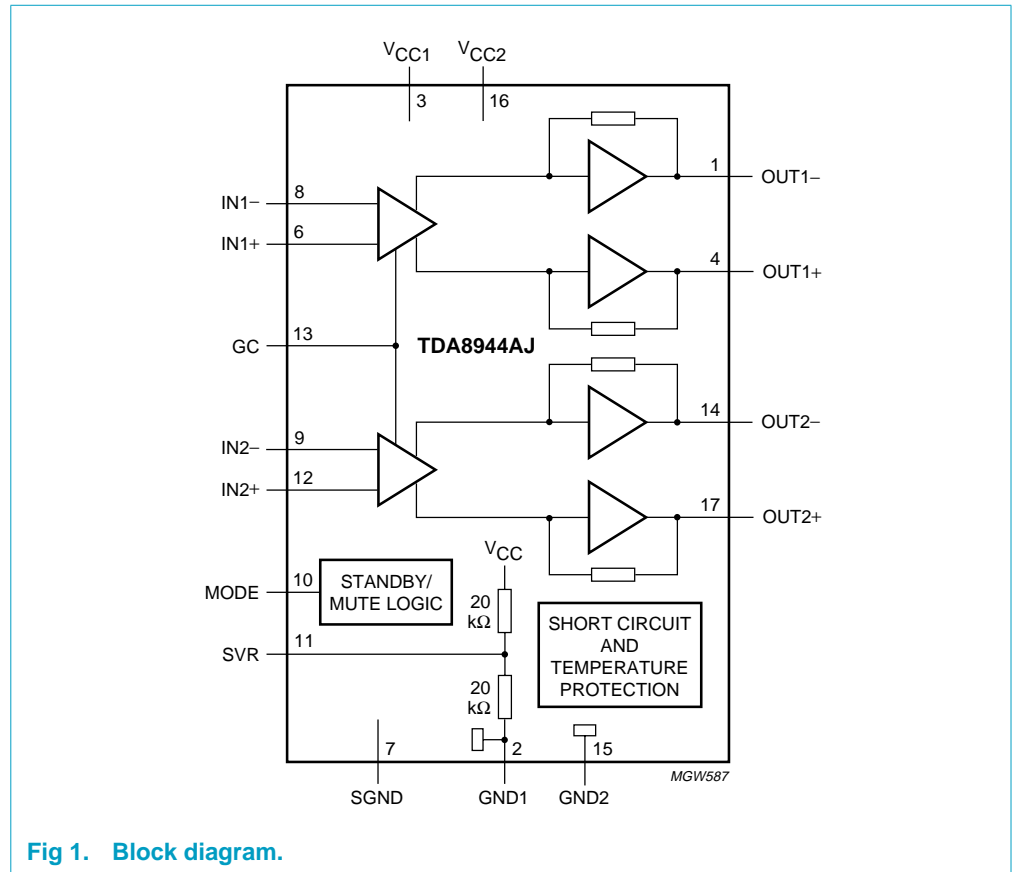 VCC1
VCC2
3
16
1
OUT1−
8
IN1−
6
IN1+
4
OUT1+
13
GC
TDA8944AJ
14
OUT2−
9
IN2−
12
IN2+
17
OUT2+
VCC
10
MODE
STANDBY/
MUTE LOGIC
20
kΩ
SHORT CIRCUIT
AND
TEMPERATURE
PROTECTION
11
SVR
20
kΩ
7
2
15
MGW587
SGND
GND1
GND2
Fig 1. Block diagram.